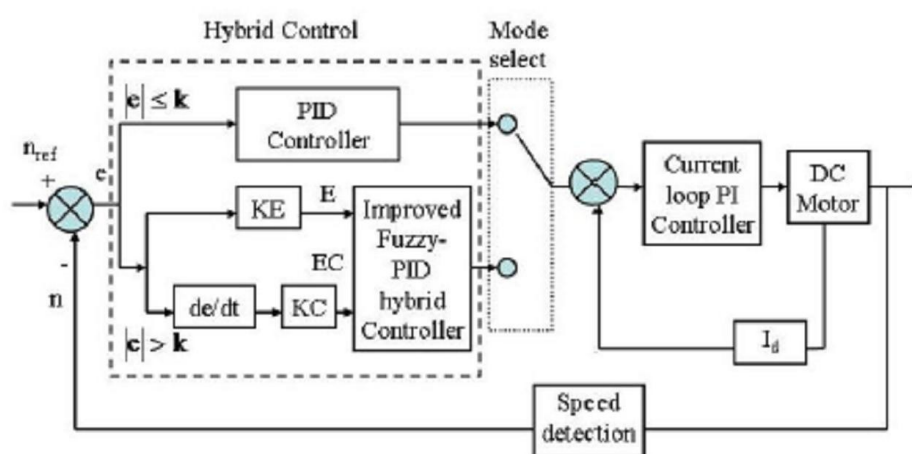 Hybrid Control
Mode
select
|e| ≤ k
PID
Controller
n_ref
+
e
KE
E
Improved
Fuzzy-
PID
hybrid
Controller
EC
de/dt
KC
|e| > k
-
n
Current
loop PI
Controller
DC
Motor
I_d
Speed
detection